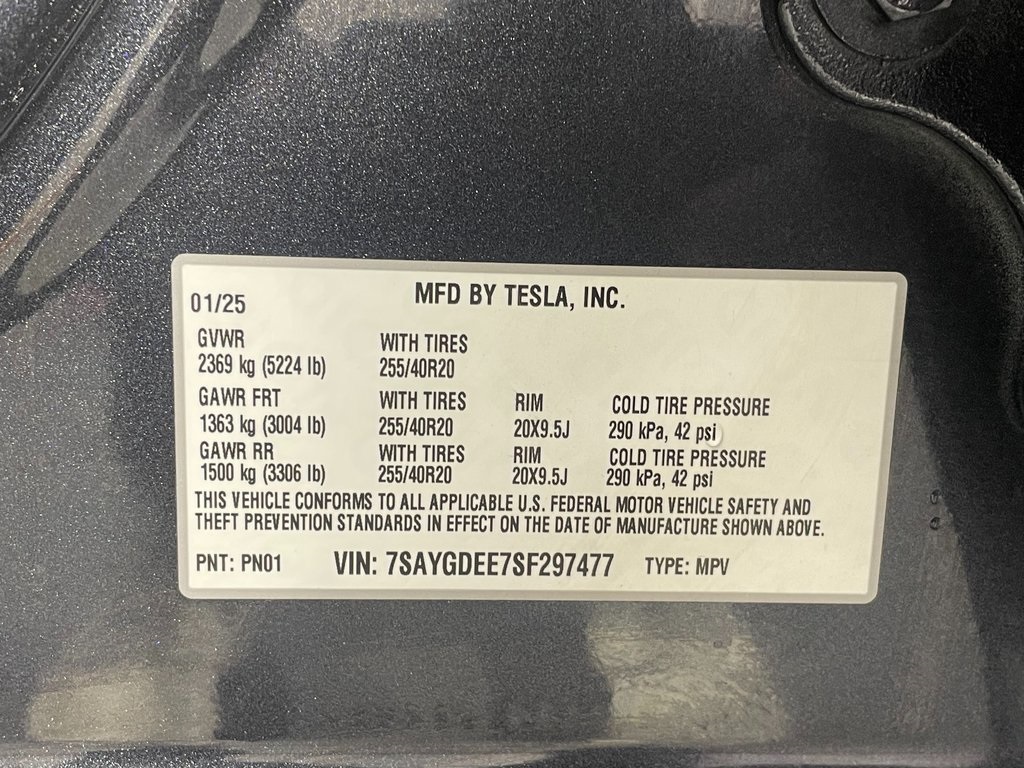 01/25 MFD BY TESLA, INC.
GVWR WITH TIRES
2369 kg (5224 lb) 255/40R20
GAWR FRT WITH TIRES RIM COLD TIRE PRESSURE
1363 kg (3004 lb) 255/40R20 20X9.5J 290 kPa, 42 psi
GAWR RR WITH TIRES RIM COLD TIRE PRESSURE
1500 kg (3306 lb) 255/40R20 20X9.5J 290 kPa, 42 psi
THIS VEHICLE CONFORMS TO ALL APPLICABLE U.S. FEDERAL MOTOR VEHICLE SAFETY AND
THEFT PREVENTION STANDARDS IN EFFECT ON THE DATE OF MANUFACTURE SHOWN ABOVE.
PNT: PN01 VIN: 7SAYGDEE7SF297477 TYPE: MPV